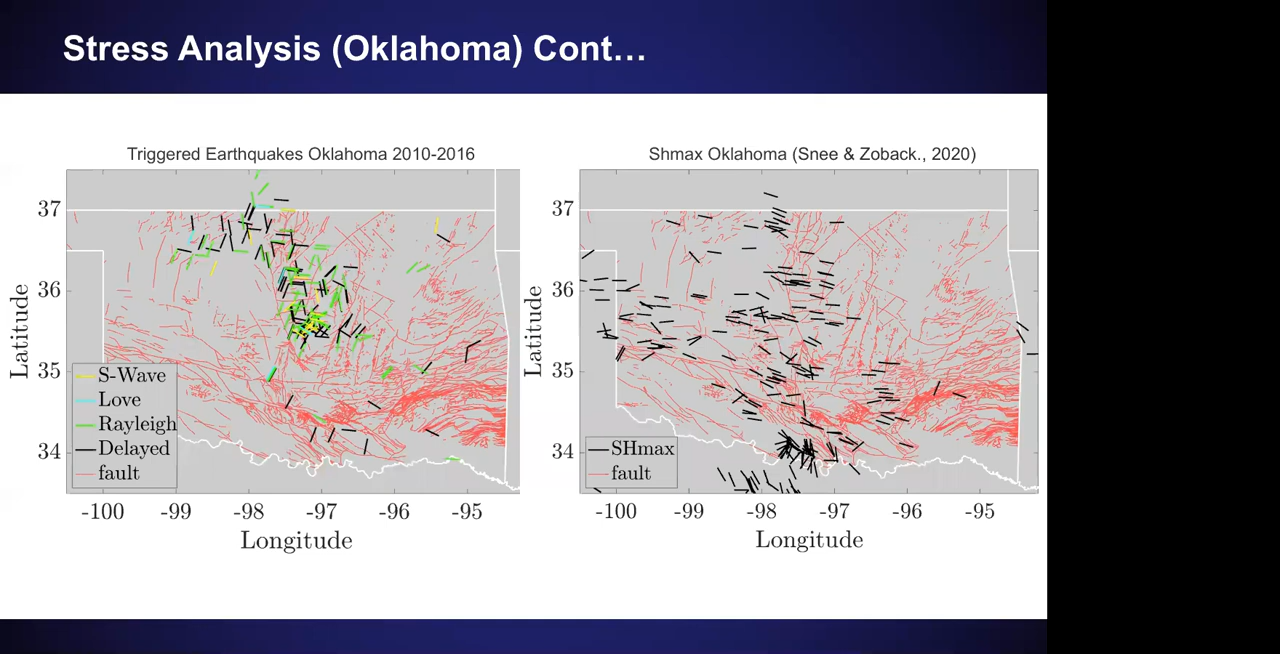 Stress Analysis (Oklahoma) Cont…
Triggered Earthquakes Oklahoma 2010-2016
37
36
35
34
Latitude
S-Wave
Love
Rayleigh
Delayed
fault
-100 -99 -98 -97 -96 -95
Longitude
Shmax Oklahoma (Snee & Zoback., 2020)
37
36
35
34
Latitude
SHmax
fault
-100 -99 -98 -97 -96 -95
Longitude